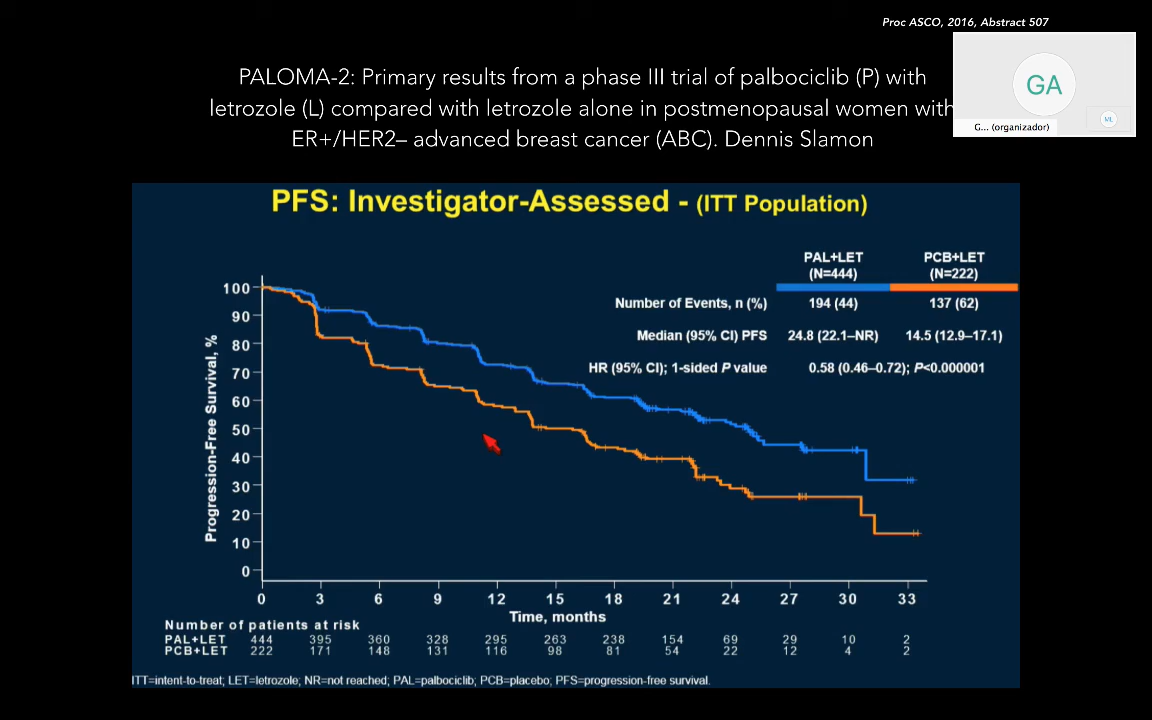 Proc ASCO, 2016, Abstract 507
GA
G... (organizador)
ML
PALOMA-2: Primary results from a phase III trial of palbociclib (P) with
letrozole (L) compared with letrozole alone in postmenopausal women with
ER+/HER2– advanced breast cancer (ABC). Dennis Slamon
PFS: Investigator-Assessed - (ITT Population)
PAL+LET (N=444)
PCB+LET (N=222)
Number of Events, n (%) 194 (44) 137 (62)
Median (95% CI) PFS 24.8 (22.1–NR) 14.5 (12.9–17.1)
HR (95% CI); 1-sided P value 0.58 (0.46–0.72); P<0.000001
Progression-Free Survival, %
100
90
80
70
60
50
40
30
20
10
0
0 3 6 9 12 15 18 21 24 27 30 33
Time, months
Number of patients at risk
PAL+LET 444 395 360 328 295 263 238 154 69 29 10 2
PCB+LET 222 171 148 131 116 98 81 54 22 12 4 2
ITT=intent-to-treat; LET=letrozole; NR=not reached; PAL=palbociclib; PCB=placebo; PFS=progression-free survival.